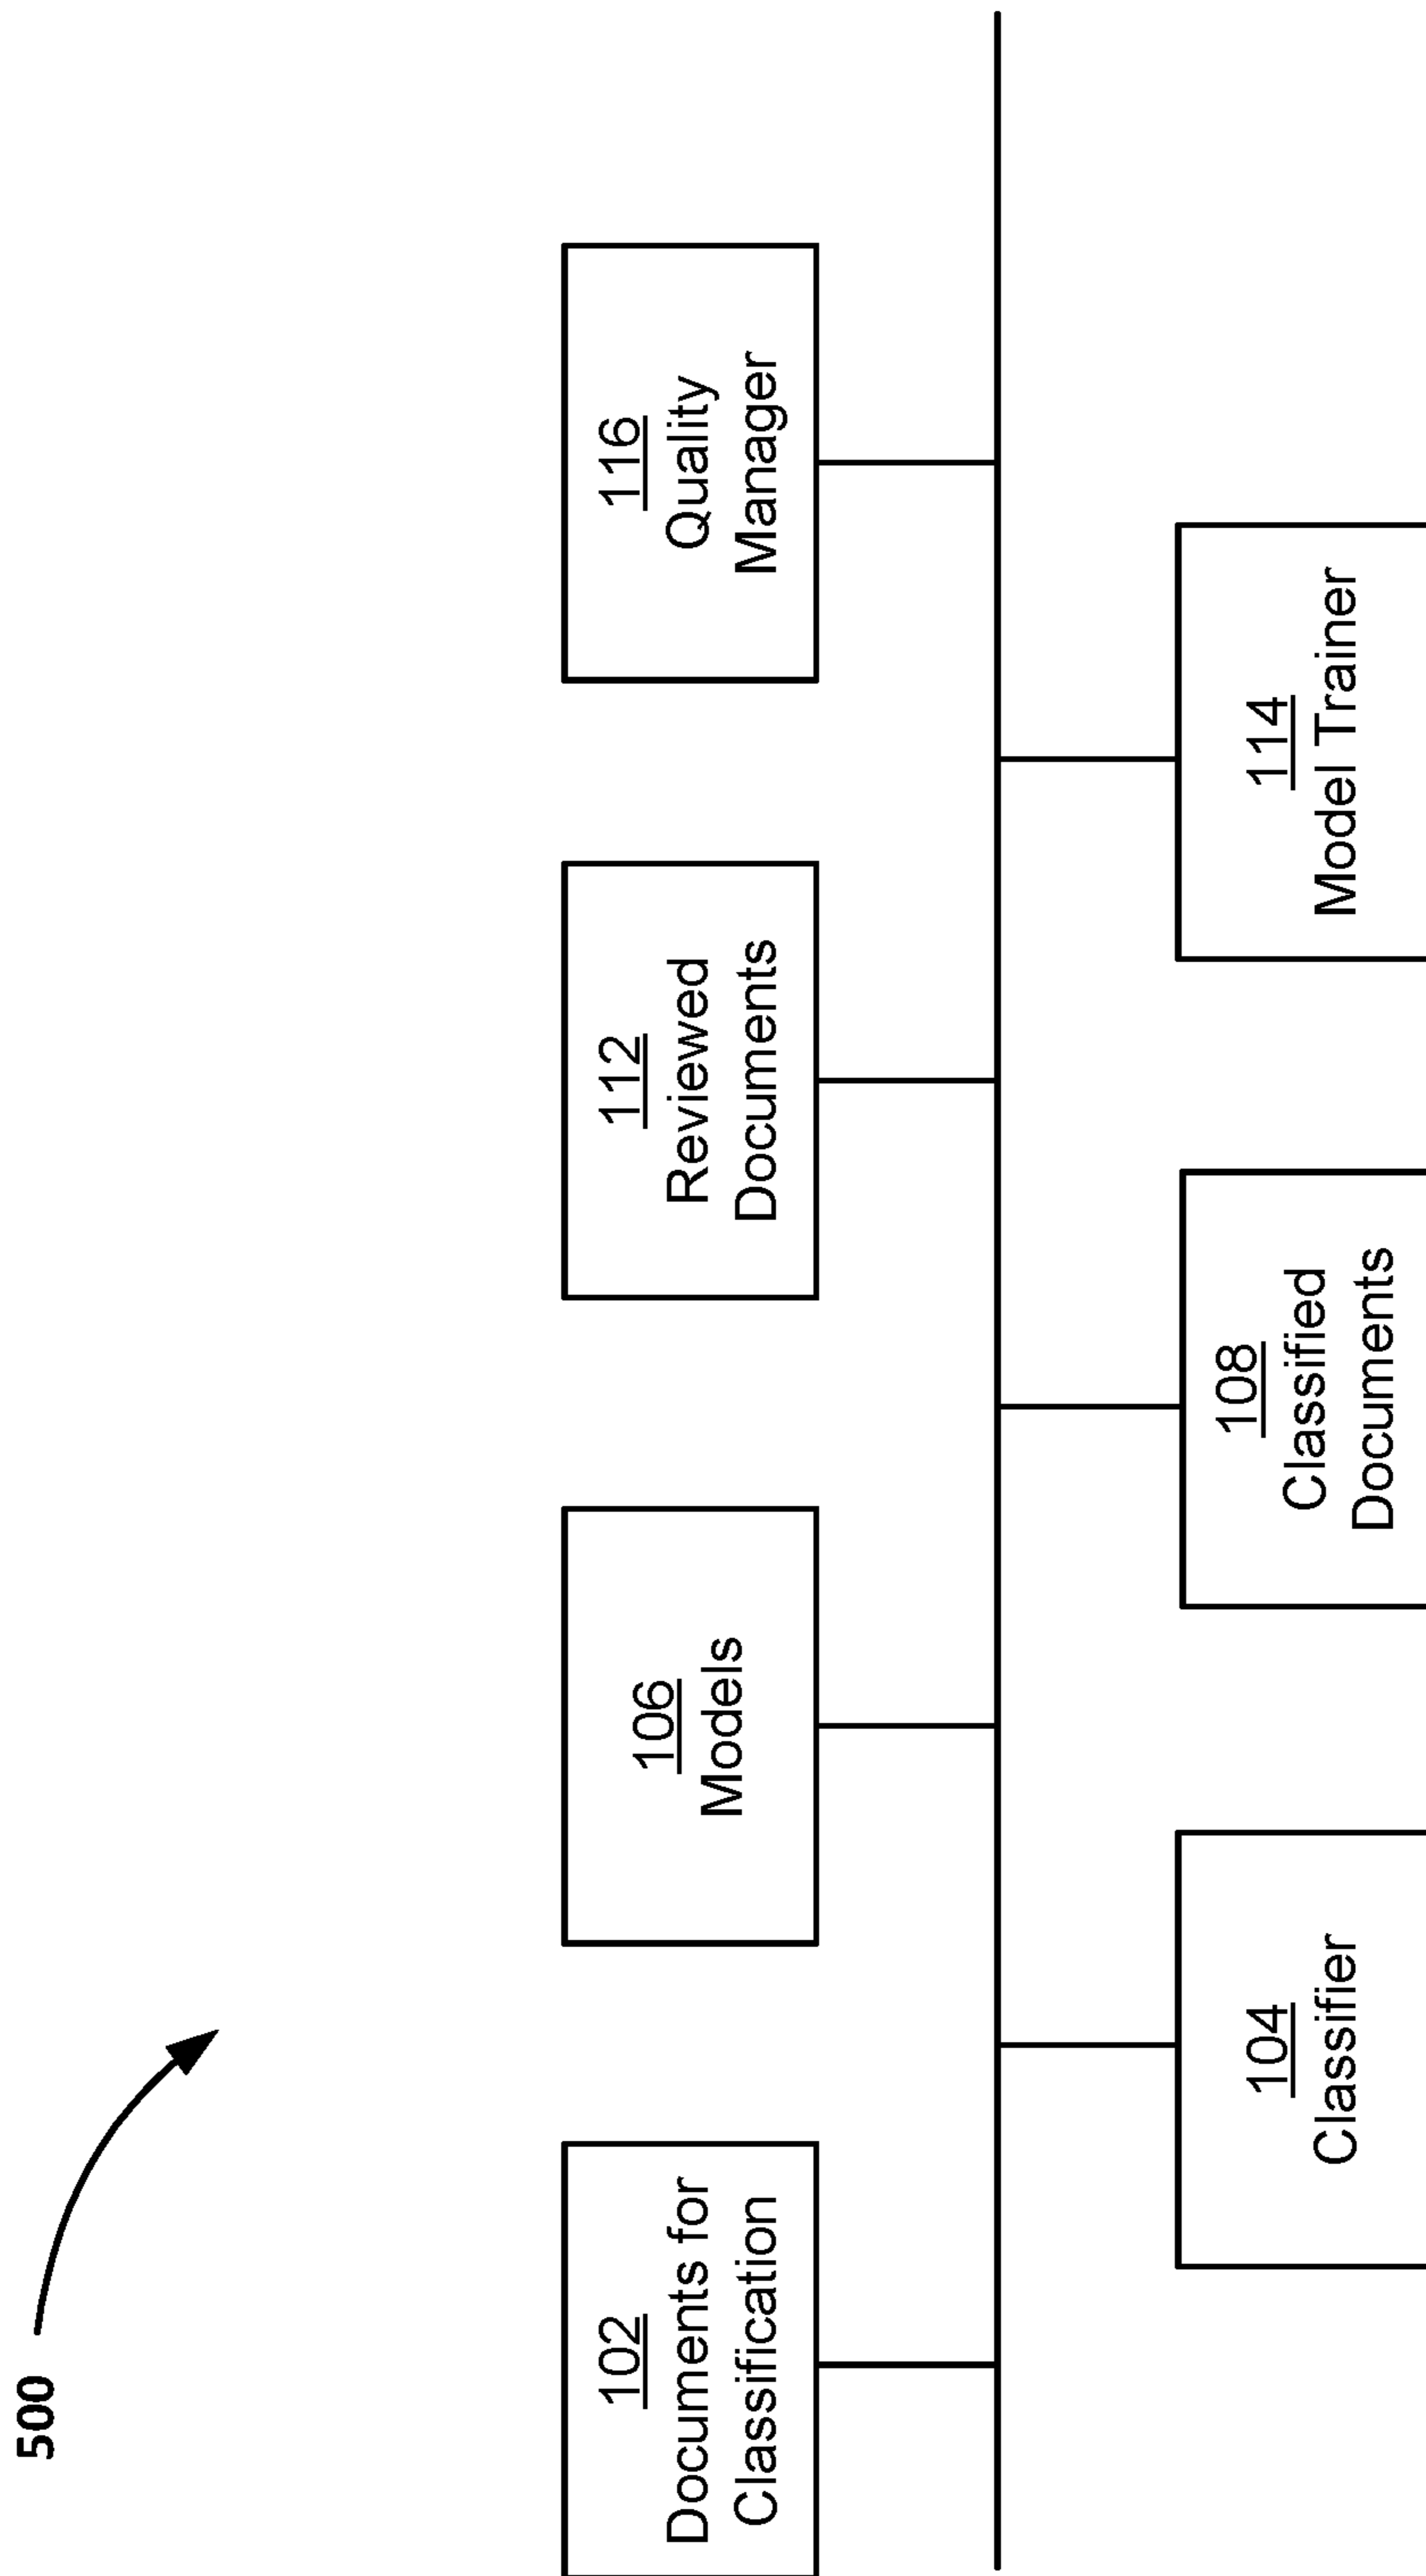 500
102
Documents for
Classification
106
Models
112
Reviewed
Documents
116
Quality
Manager
104
Classifier
108
Classified
Documents
114
Model Trainer